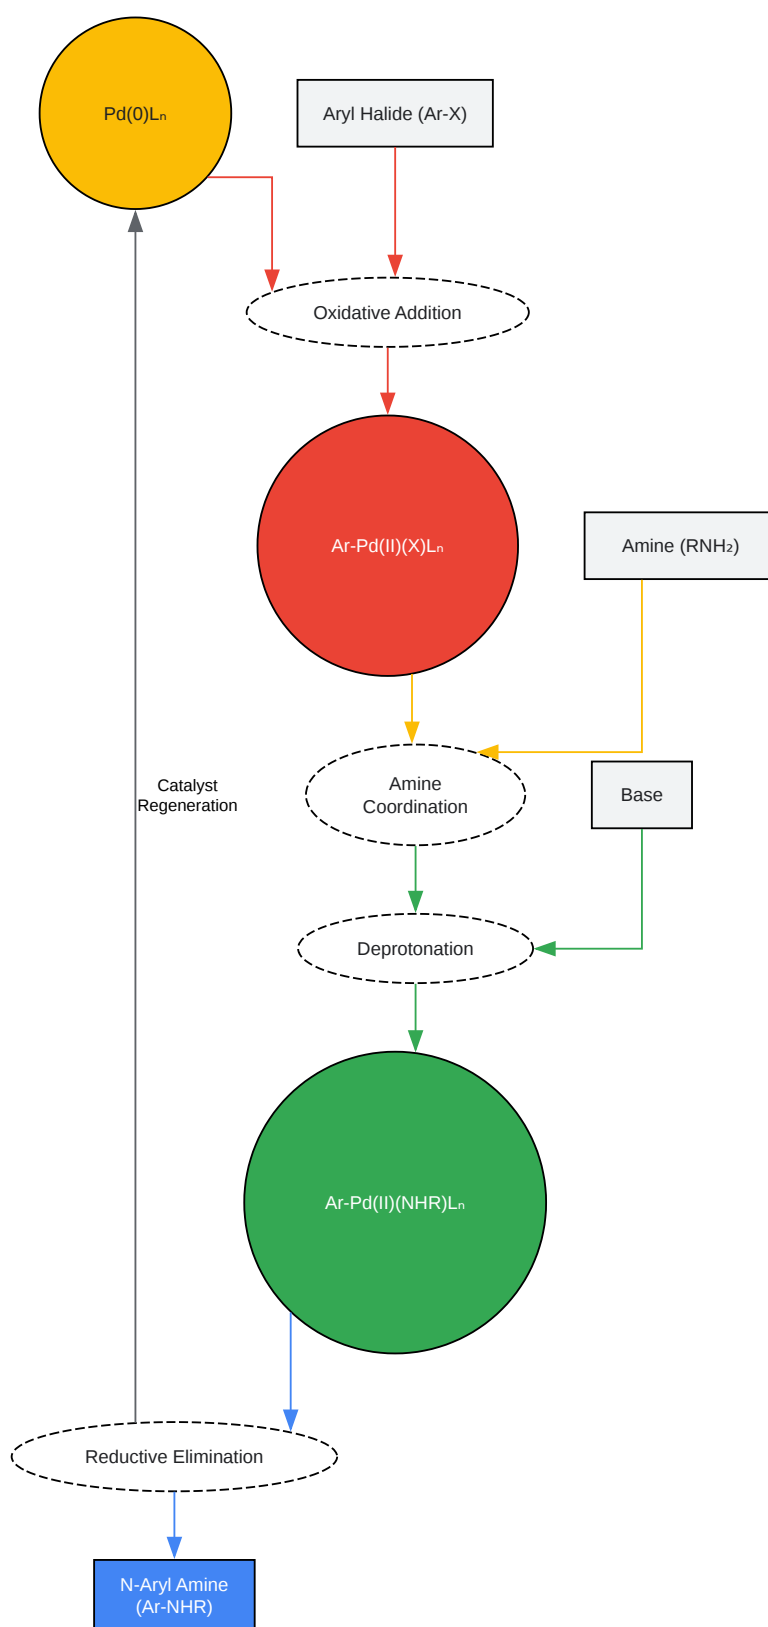 Pd(0)Lₙ
Aryl Halide (Ar-X)
Oxidative Addition
Ar-Pd(II)(X)Lₙ
Amine (RNH₂)
Amine
Coordination
Base
Catalyst
Regeneration
Deprotonation
Ar-Pd(II)(NHR)Lₙ
Reductive Elimination
N-Aryl Amine
(Ar-NHR)